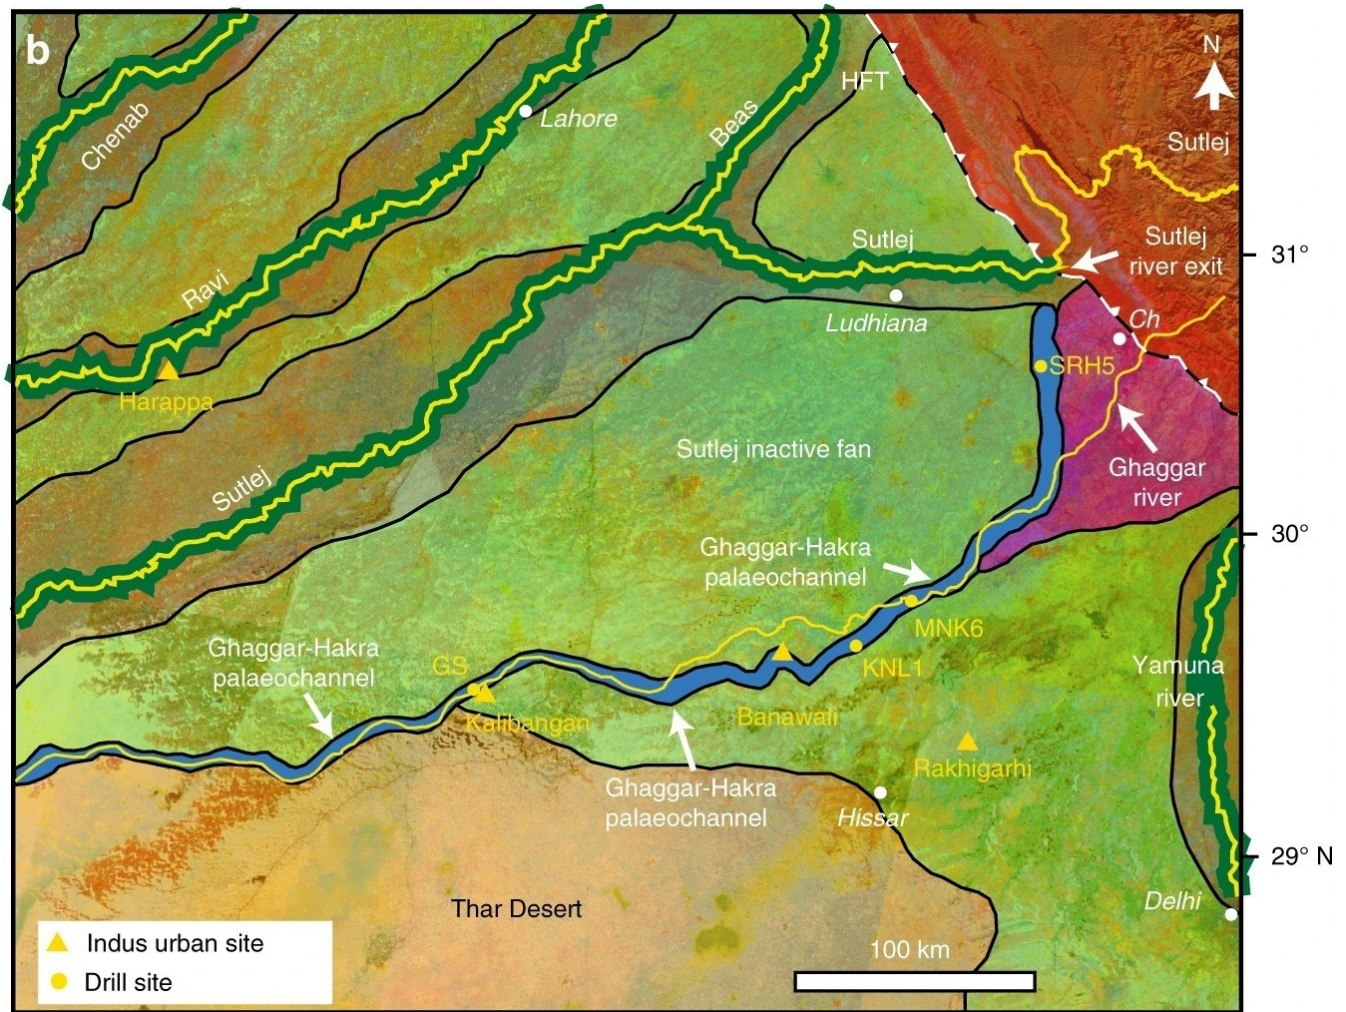 b
N
HFT
Chenab
Lahore
Beas
Sutlej
Sutlej
Sutlej
river exit
31°
Ravi
Ludhiana
Ch
SRH5
Harappa
Sutlej inactive fan
Ghaggar
river
Sutlej
30°
Ghaggar-Hakra
palaeochannel
MNK6
Ghaggar-Hakra
palaeochannel
GS
KNL1
Yamuna
river
Kalibangan
Banawali
Rakhigarhi
Ghaggar-Hakra
palaeochannel
Hissar
29° N
Delhi
Thar Desert
Indus urban site
Drill site
100 km